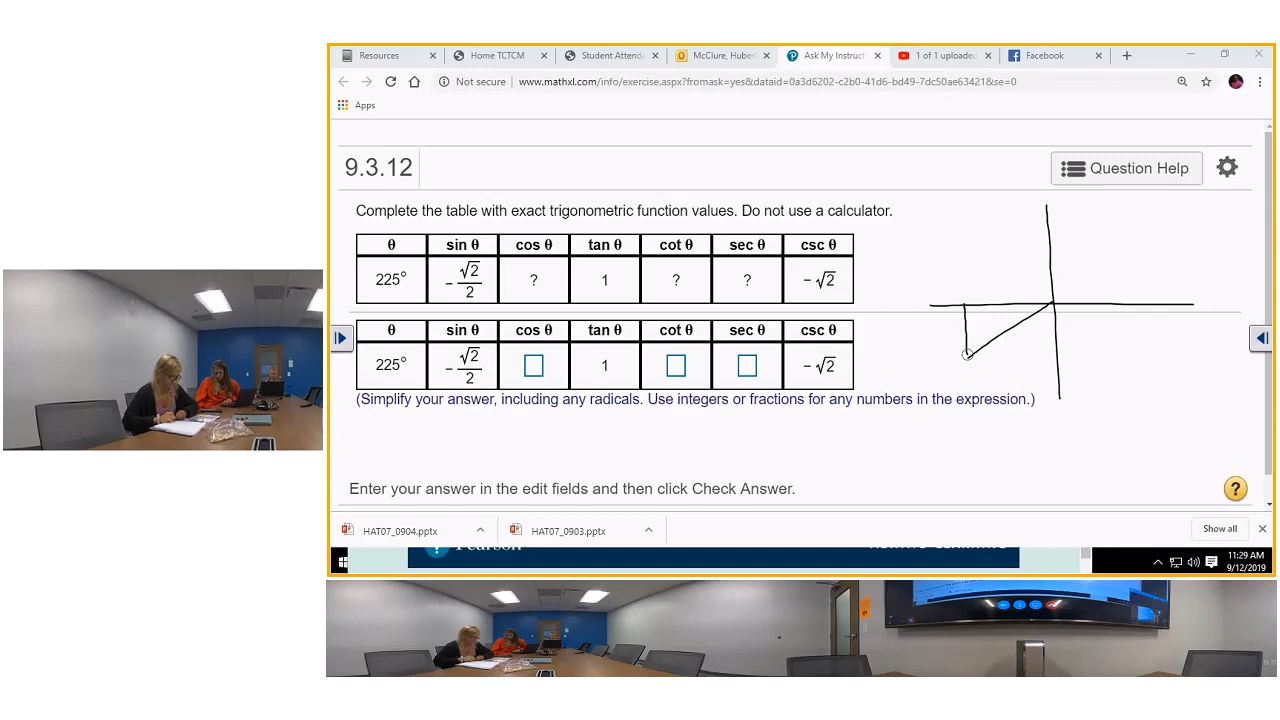 Resources
Home TCTCM
Student Attenda
McClure, Huber
Ask My Instruct
1 of 1 uploaded
Facebook
Not secure www.mathxl.com/info/exercise.aspx?fromask=yes&dataid=0a3d6202-c2b0-41d6-bd49-7dc50ae63421&se=0
Apps
9.3.12
Question Help
Complete the table with exact trigonometric function values. Do not use a calculator.
θ sin θ cos θ tan θ cot θ sec θ csc θ
225° −√2/2 ? 1 ? ? −√2
θ sin θ cos θ tan θ cot θ sec θ csc θ
225° −√2/2 1 −√2
(Simplify your answer, including any radicals. Use integers or fractions for any numbers in the expression.)
Enter your answer in the edit fields and then click Check Answer.
?
HAT07_0904.pptx
HAT07_0903.pptx
Show all
Pearson
11:29 AM
9/12/2019